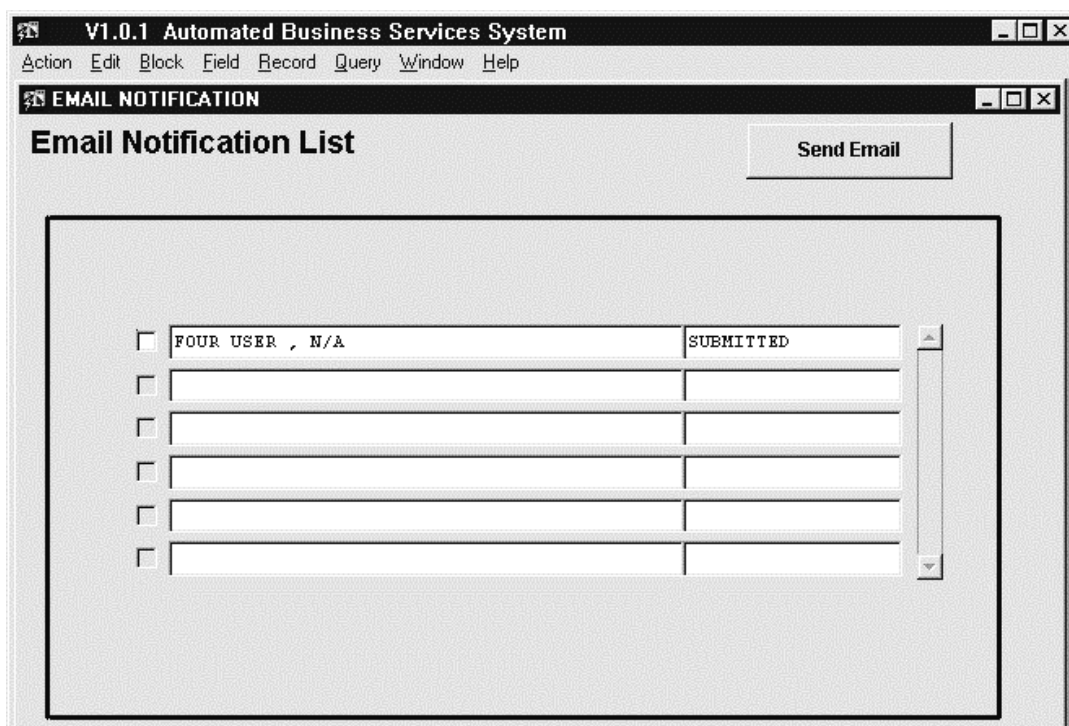 V1.0.1 Automated Business Services System
Action Edit Block Field Record Query Window Help
EMAIL NOTIFICATION
Email Notification List
Send Email
FOUR USER , N/A SUBMITTED